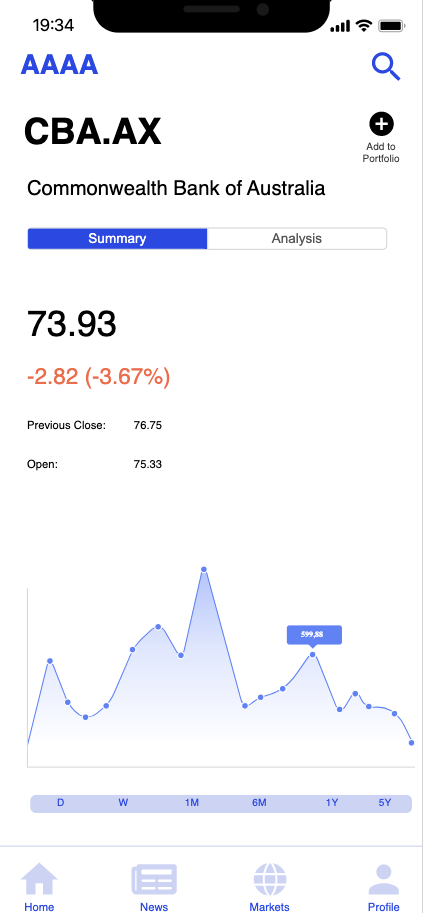 19:34
AAAA
CBA.AX
Add to
Portfolio
Commonwealth Bank of Australia
Summary Analysis
73.93
-2.82 (-3.67%)
Previous Close: 76.75
Open: 75.33
599,88
D W 1M 6M 1Y 5Y
Home News Markets Profile